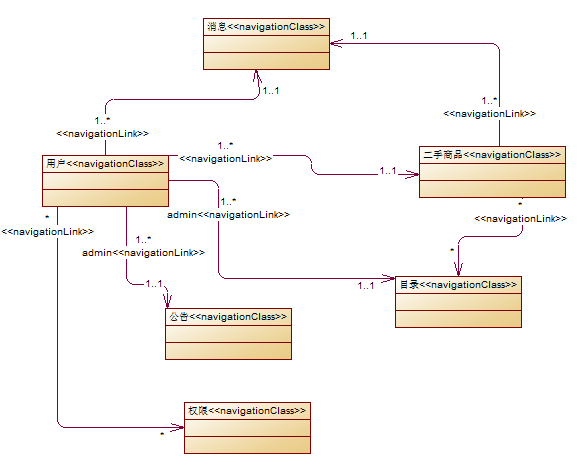 消息<<navigationClass>>
1..1
1..1
1..*
<<navigationLink>>
1..*
<<navigationLink>>
1..*
<<navigationLink>>
用户<<navigationClass>>
二手商品<<navigationClass>>
1..1
1..*
admin<<navigationLink>>
*
<<navigationLink>>
*
<<navigationLink>>
1..*
admin<<navigationLink>>
*
1..1
1..1
目录<<navigationClass>>
公告<<navigationClass>>
权限<<navigationClass>>
*